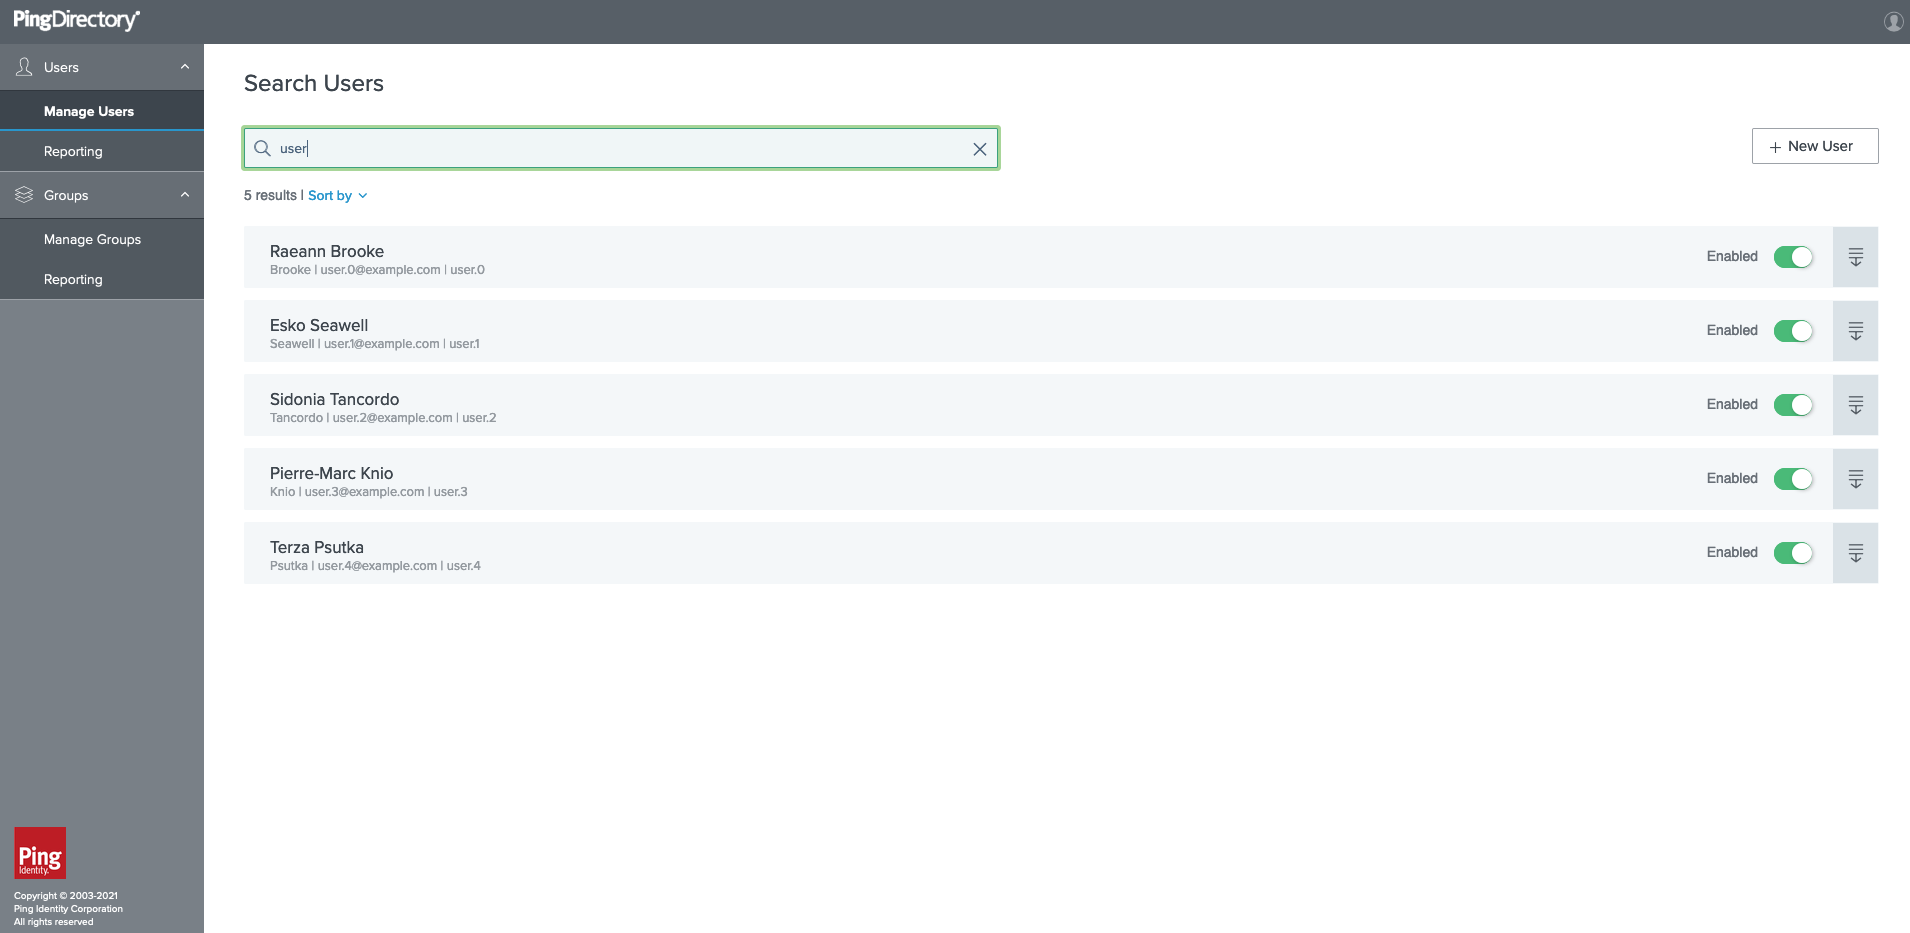 PingDirectory®
Users
Manage Users
Reporting
Groups
Manage Groups
Reporting
Search Users
user
+ New User
5 results | Sort by
Raeann Brooke
Brooke | user.0@example.com | user.0
Enabled
Esko Seawell
Seawell | user.1@example.com | user.1
Enabled
Sidonia Tancordo
Tancordo | user.2@example.com | user.2
Enabled
Pierre-Marc Knio
Knio | user.3@example.com | user.3
Enabled
Terza Psutka
Psutka | user.4@example.com | user.4
Enabled
Ping
Identity.
Copyright © 2003-2021
Ping Identity Corporation
All rights reserved